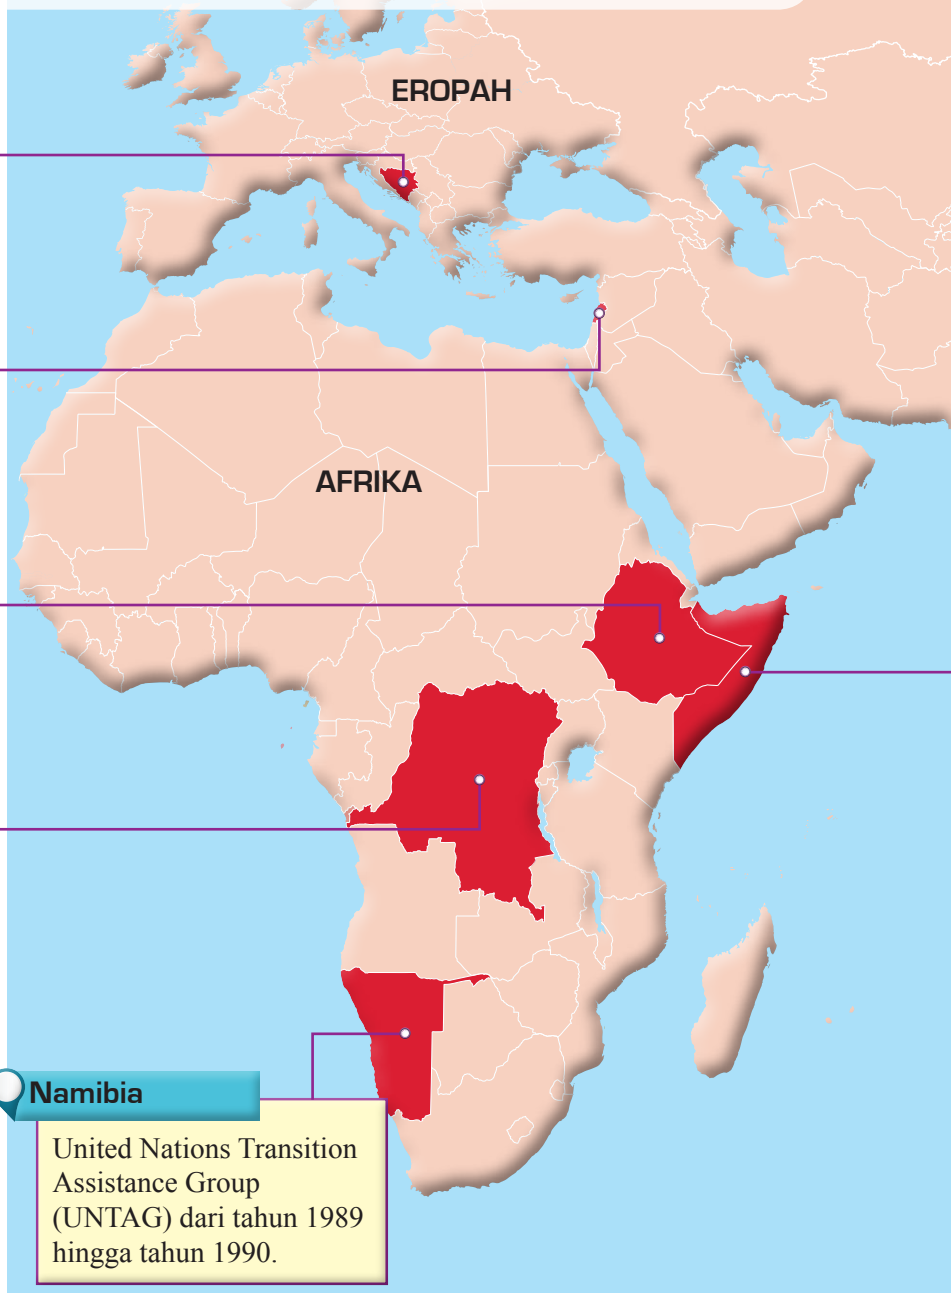 EROPAH
AFRIKA
Namibia
United Nations Transition
Assistance Group
(UNTAG) dari tahun 1989
hingga tahun 1990.